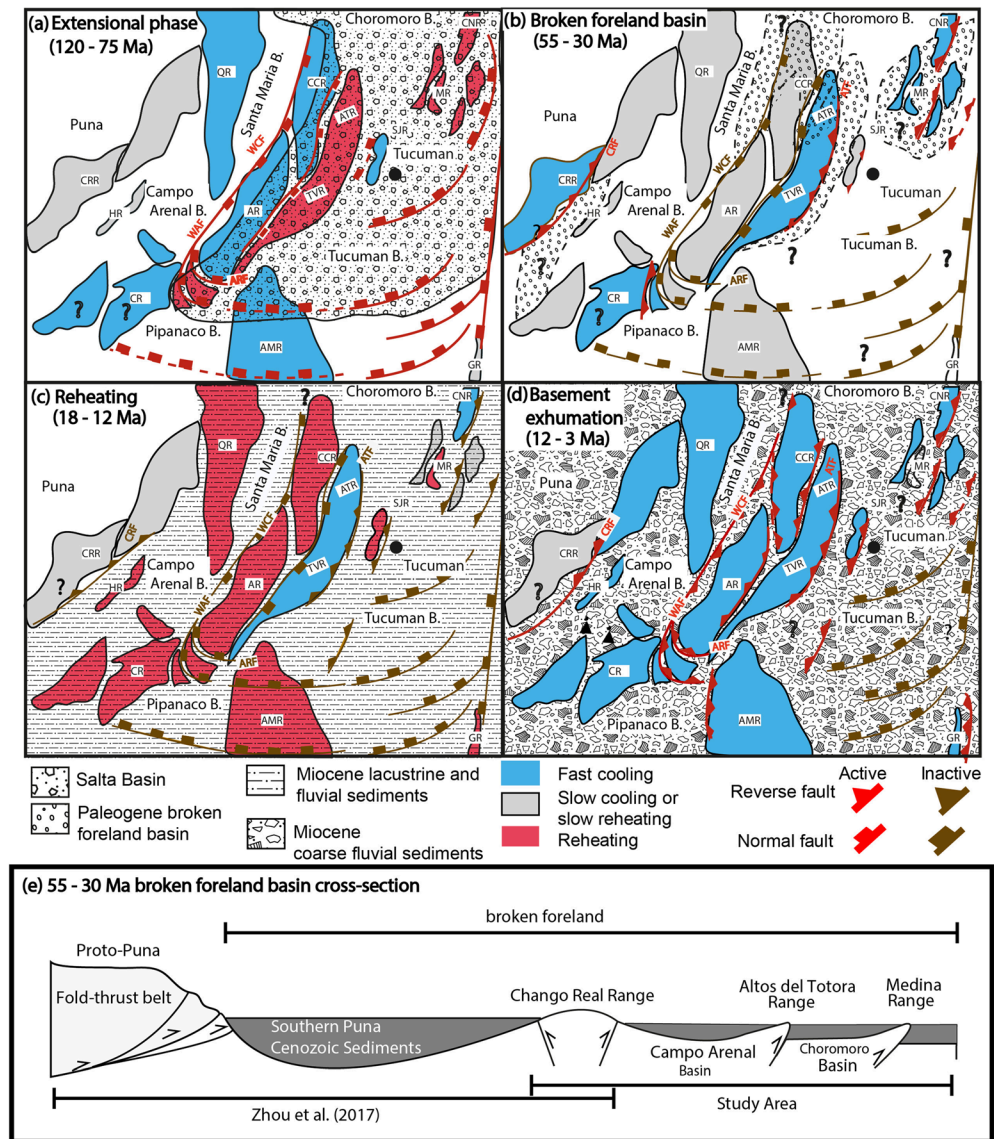 (a) Extensional phase
(120 - 75 Ma)
Choromoro B.
CNR
QR
Santa Maria B.
CCR
MR
Puna
ATR
WCF
SJR
Tucuman
CRR
Campo
Arenal B.
HR
TVR
AR
WAF
Tucuman B.
ARF
?
?
CR
Pipanaco B.
AMR
GR
(b) Broken foreland basin
(55 - 30 Ma)
?
Choromoro B.
CNR
QR
Santa Maria B.
CCR
ATF
MR
Puna
ATR
?
SJR
CRF
WCF
Tucuman
CRR
Campo
Arenal B.
HR
TVR
AR
WAF
Tucuman B.
?
?
ARF
?
CR
Pipanaco B.
?
AMR
GR
(c) Reheating
(18 - 12 Ma)
?
Choromoro B.
CNR
QR
Santa Maria B.
CCR
ATF
MR
Puna
ATR
SJR
CRF
WCF
Tucuman
CRR
?
Campo
Arenal B.
HR
TVR
AR
WAF
Tucuman B.
ARF
CR
Pipanaco B.
AMR
GR
(d) Basement
exhumation
(12 - 3 Ma)
?
Choromoro B.
CNR
QR
Santa Maria B.
CCR
ATF
MR
Puna
ATR
?
SJR
CRF
WCF
Tucuman
CRR
?
Campo
Arenal B.
HR
TVR
AR
WAF
Tucuman B.
?
?
ARF
CR
Pipanaco B.
AMR
GR
Salta Basin
Paleogene broken
foreland basin
Miocene lacustrine and
fluvial sediments
Miocene
coarse fluvial sediments
Fast cooling
Slow cooling or
slow reheating
Reheating
Active
Inactive
Reverse fault
Normal fault
(e) 55 - 30 Ma broken foreland basin cross-section
broken foreland
Proto-Puna
Fold-thrust belt
Southern Puna
Cenozoic Sediments
Chango Real Range
Altos del Totora
Range
Medina
Range
Campo Arenal
Basin
Choromoro
Basin
Zhou et al. (2017)
Study Area